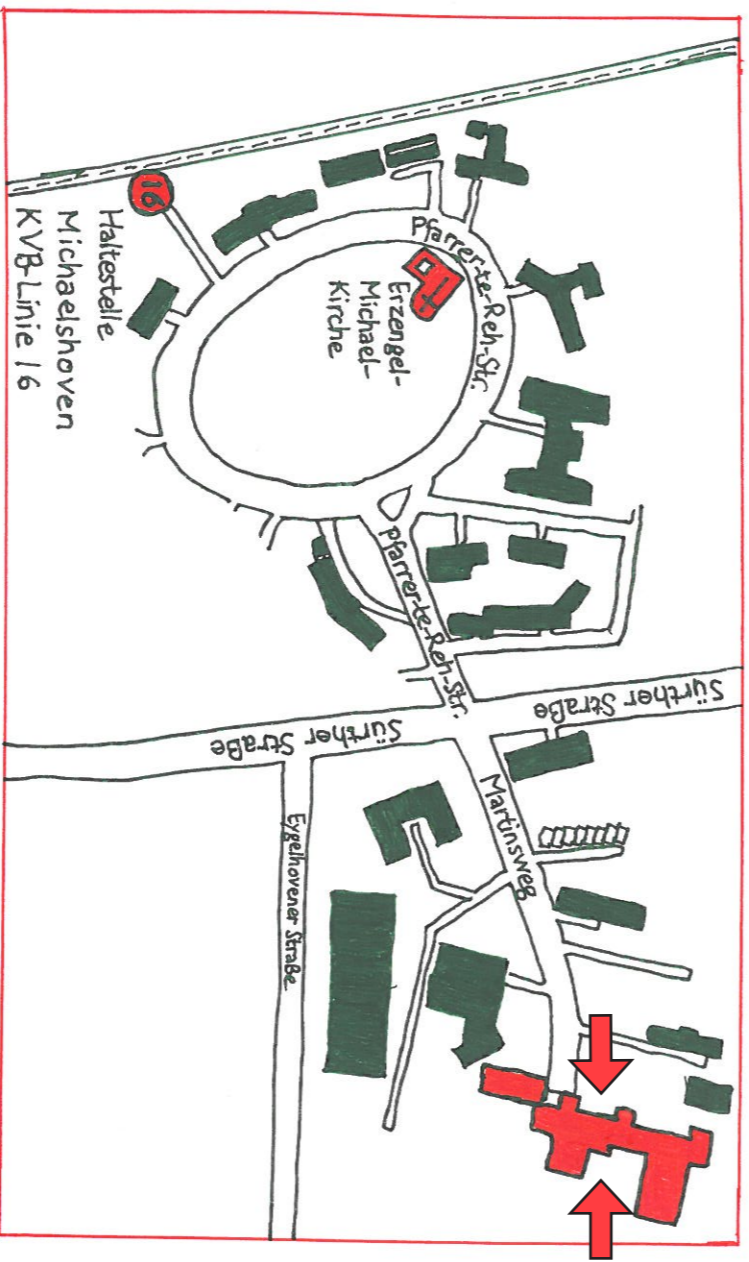 Pfarrer-te-Reh-Str.
Erzengel-
Michael-
Kirche
16
Haltestelle
Michaelshoven
KVB-Linie 16
Pfarrer-te-Reh-Str.
Sürther Straße
Sürther Straße
Martinsweg
Eygelhovener Straße